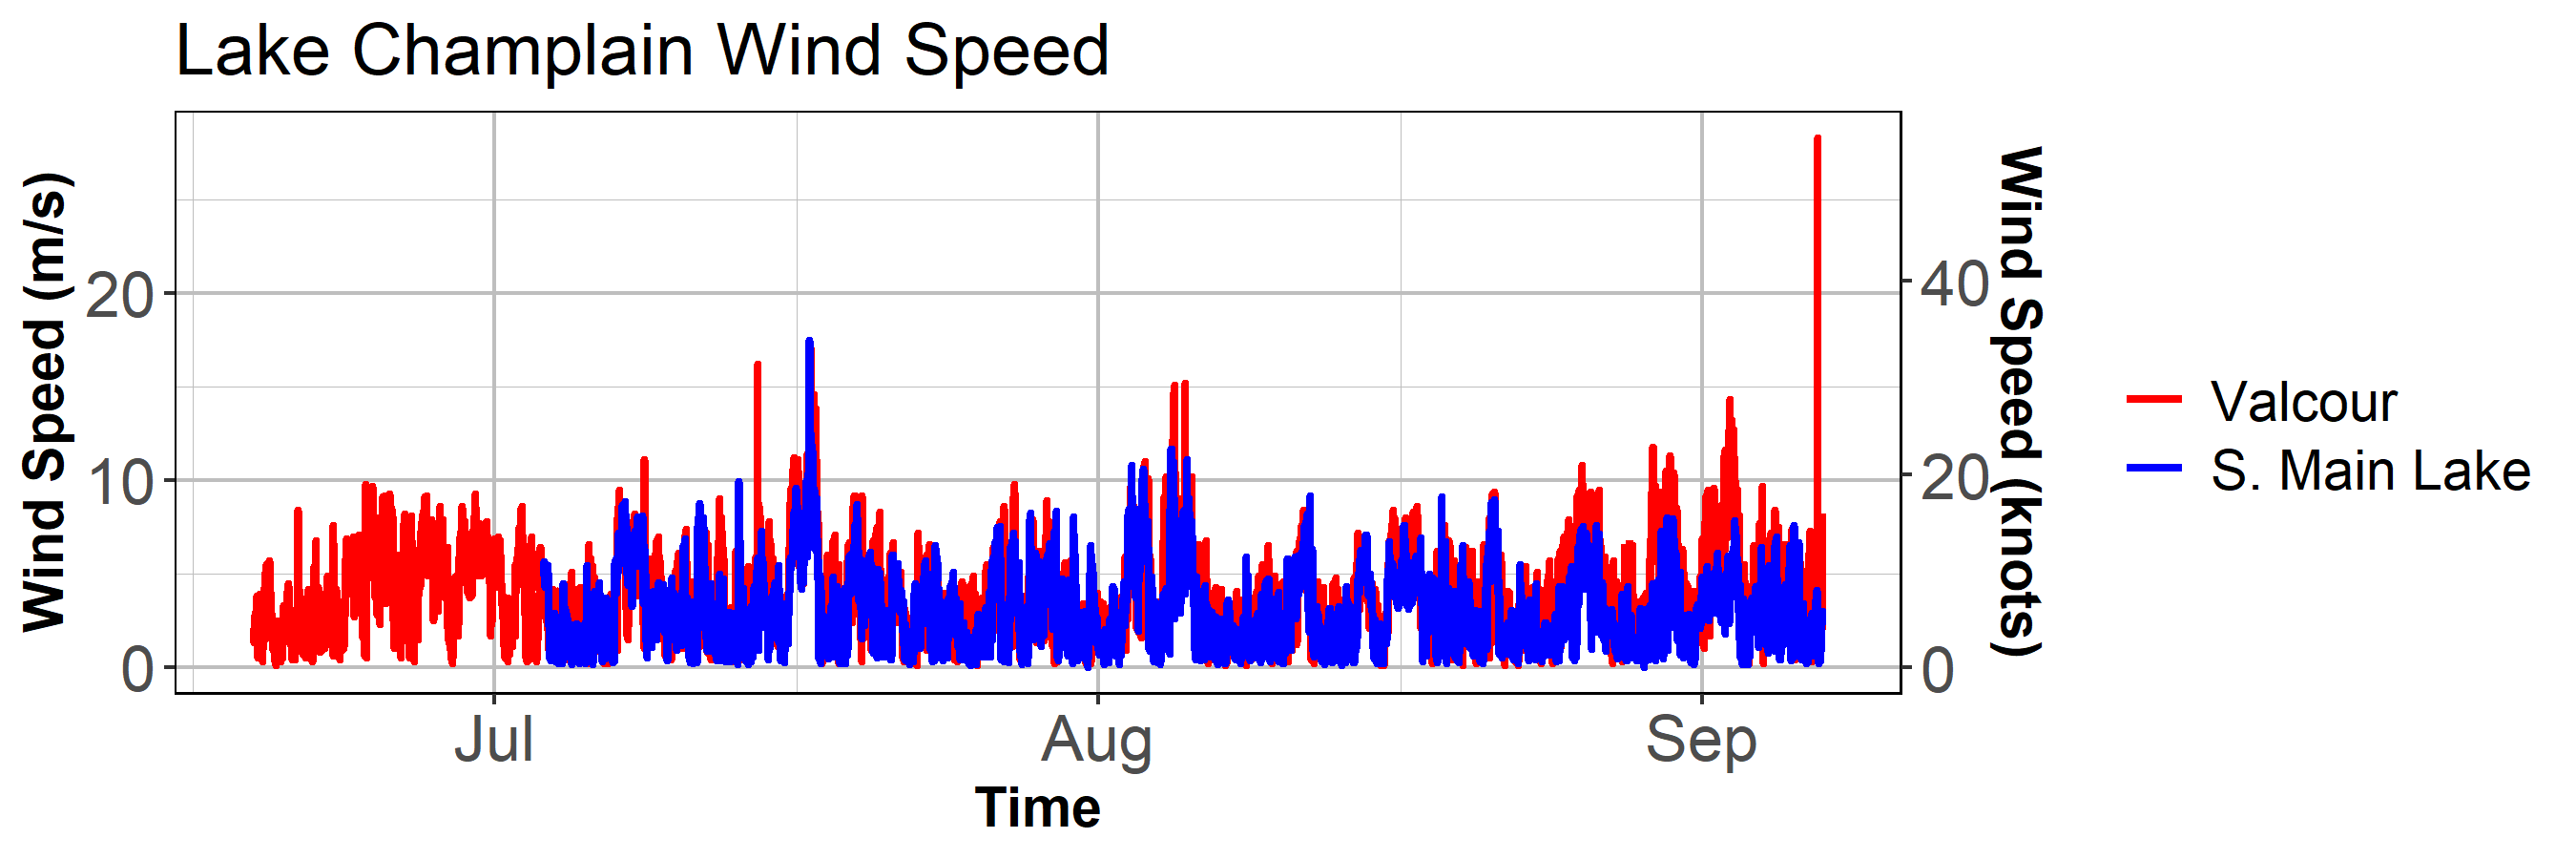 Lake Champlain Wind Speed
Wind Speed (m/s)
20
10
0
40
20
0
Wind Speed (knots)
Valcour
S. Main Lake
Jul
Aug
Sep
Time